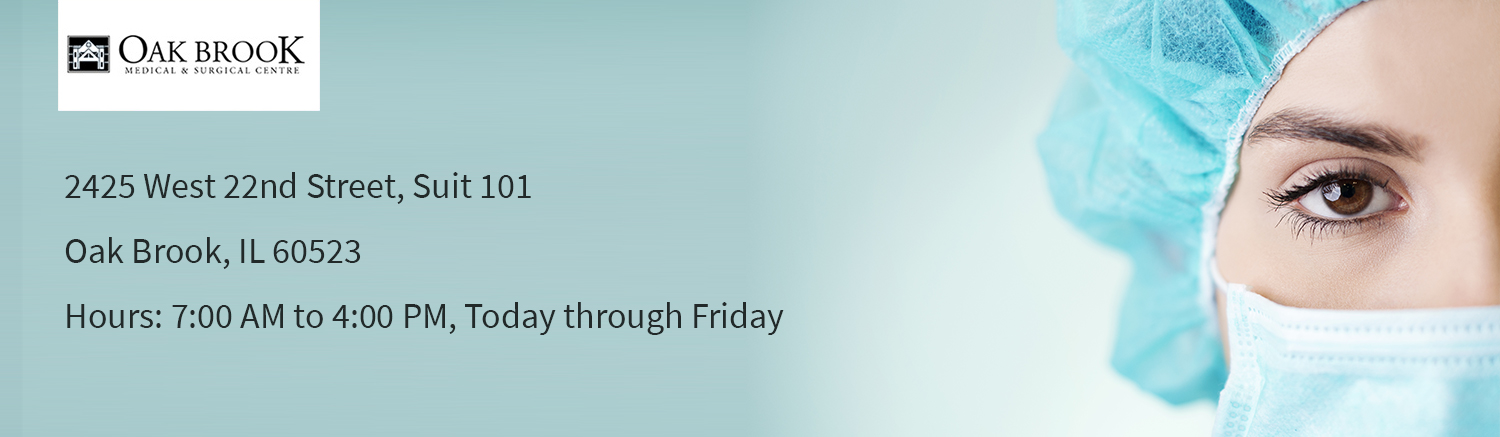 OAK BROOK
MEDICAL & SURGICAL CENTRE
2425 West 22nd Street, Suit 101
Oak Brook, IL 60523
Hours: 7:00 AM to 4:00 PM, Today through Friday